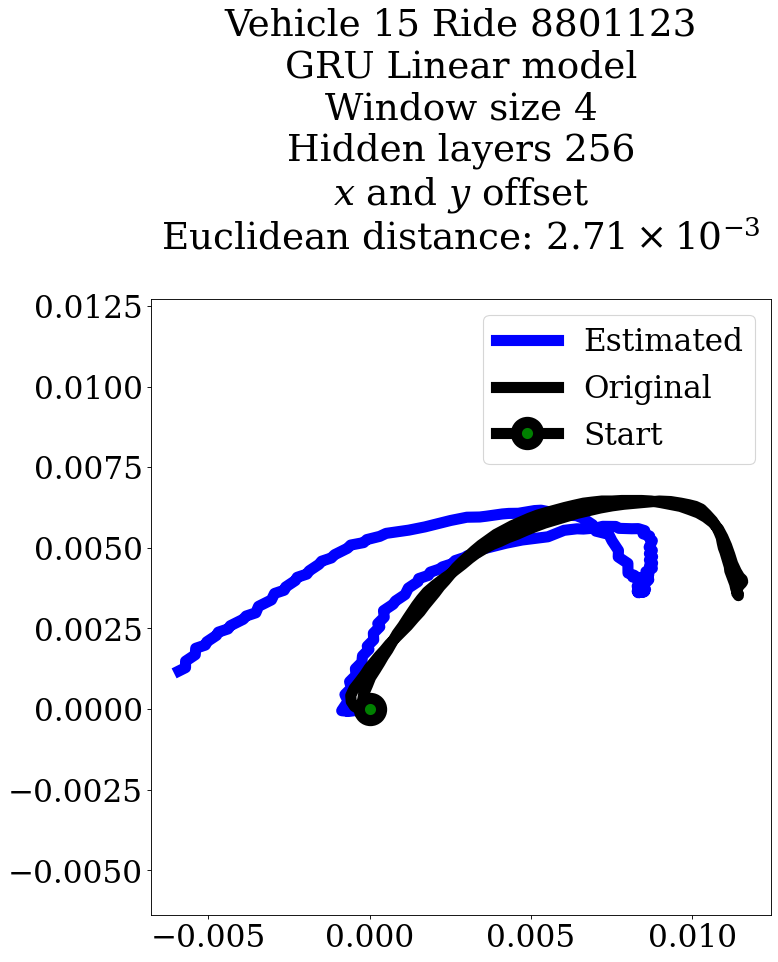 Vehicle 15 Ride 8801123
GRU Linear model
Window size 4
Hidden layers 256
x and y offset
Euclidean distance: 2.71 × 10⁻³
0.0125
0.0100
0.0075
0.0050
0.0025
0.0000
−0.0025
−0.0050
Estimated
Original
Start
−0.005 0.000 0.005 0.010